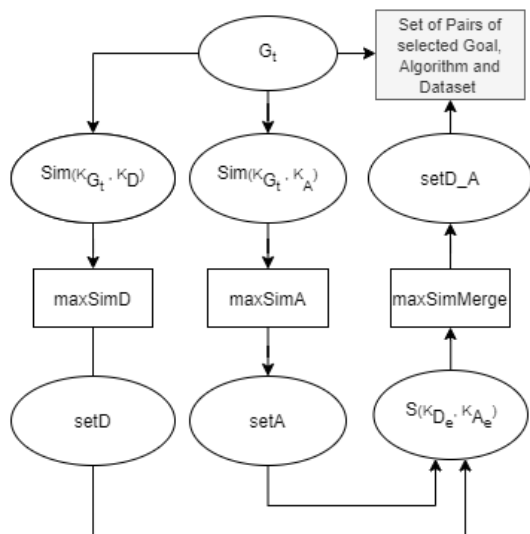 G_t
Set of Pairs of
selected Goal,
Algorithm and
Dataset
Sim(K_G_t , K_D)
Sim(K_G_t , K_A)
setD_A
maxSimD
maxSimA
maxSimMerge
setD
setA
S(K_D_e , K_A_e)